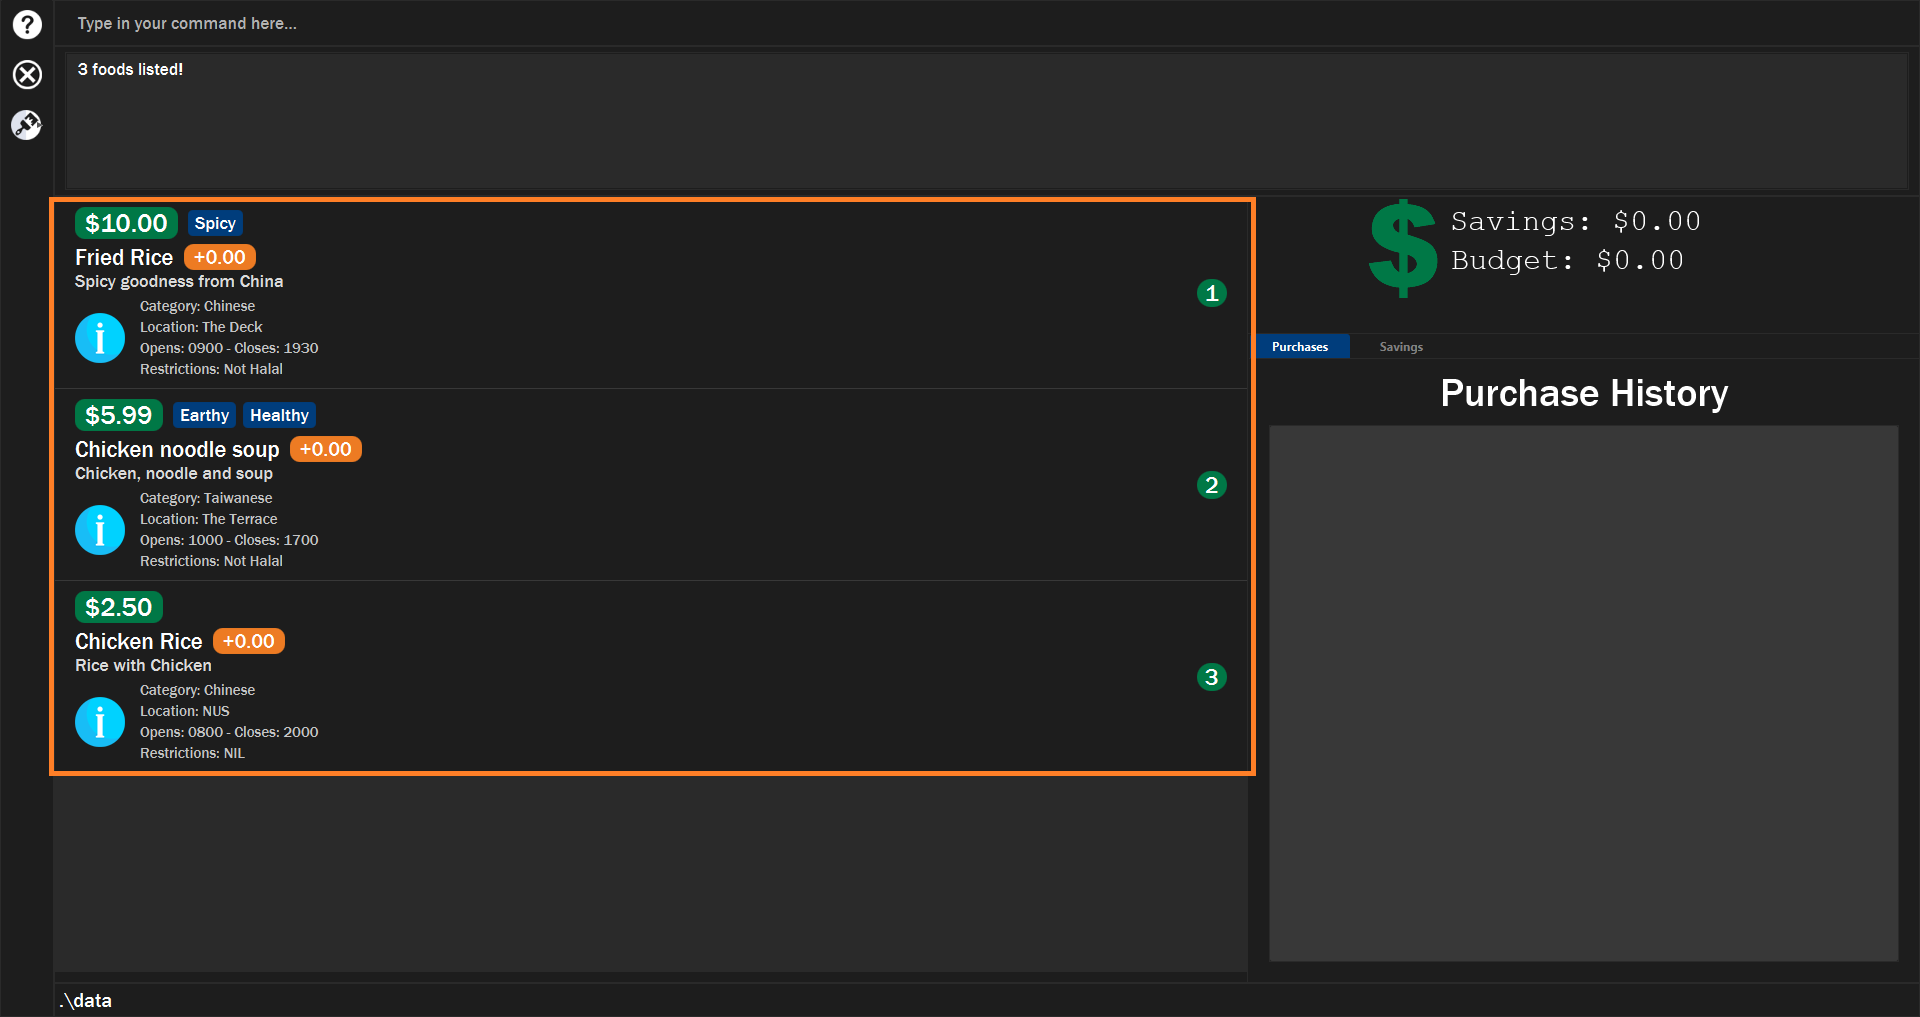 Type in your command here...
3 foods listed!
$10.00 Spicy
Fried Rice +0.00
Spicy goodness from China
Category: Chinese
Location: The Deck
Opens: 0900 - Closes: 1930
Restrictions: Not Halal
1
$5.99 Earthy Healthy
Chicken noodle soup +0.00
Chicken, noodle and soup
Category: Taiwanese
Location: The Terrace
Opens: 1000 - Closes: 1700
Restrictions: Not Halal
2
$2.50
Chicken Rice +0.00
Rice with Chicken
Category: Chinese
Location: NUS
Opens: 0800 - Closes: 2000
Restrictions: NIL
3
$
Savings: $0.00
Budget: $0.00
Purchases Savings
Purchase History
.\data